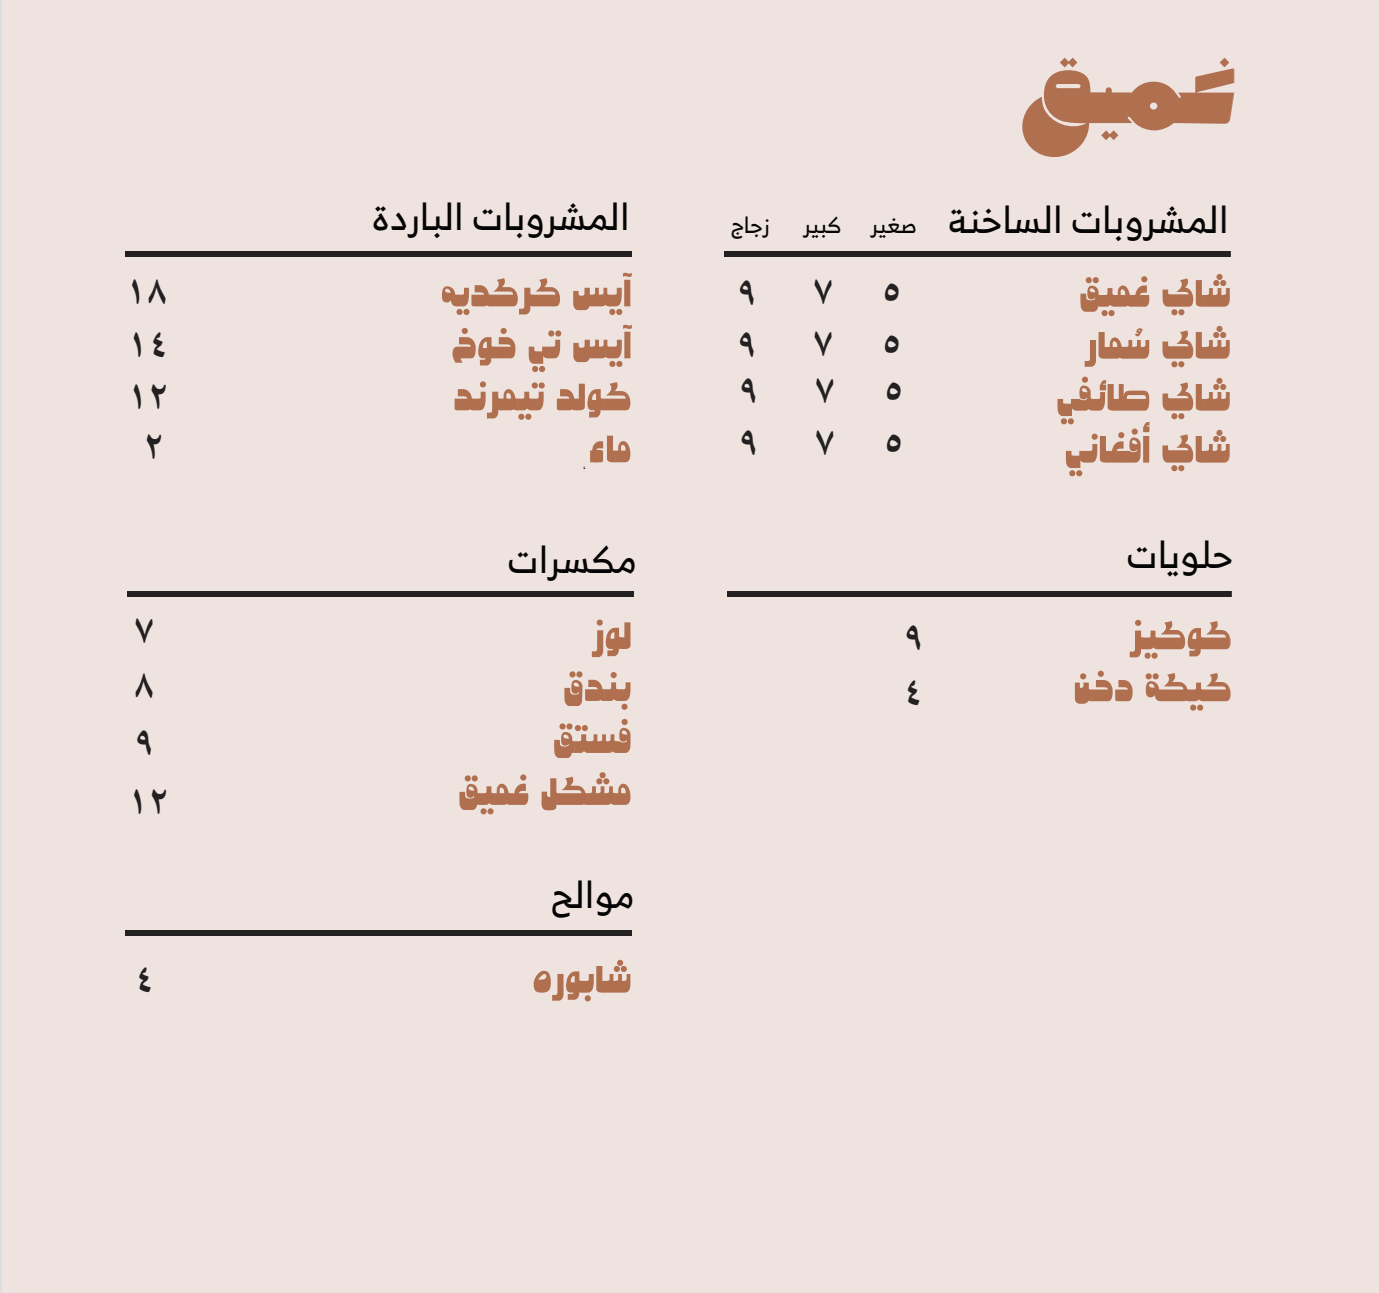 غميق
المشروبات الساخنة صغير كبير زجاج
شاي غميق ٥ ٧ ٩
شاي سُمار ٥ ٧ ٩
شاي طائفي ٥ ٧ ٩
شاي أفغاني ٥ ٧ ٩
حلويات
كوكيز ٩
كيكة دخن ٤
المشروبات الباردة
آيس كركديه ١٨
آيس تي خوخ ١٤
كولد تيمرند ١٢
ماء ٢
مكسرات
لوز ٧
بندق ٨
فستق ٩
مشكل غميق ١٢
موالح
شابوره ٤